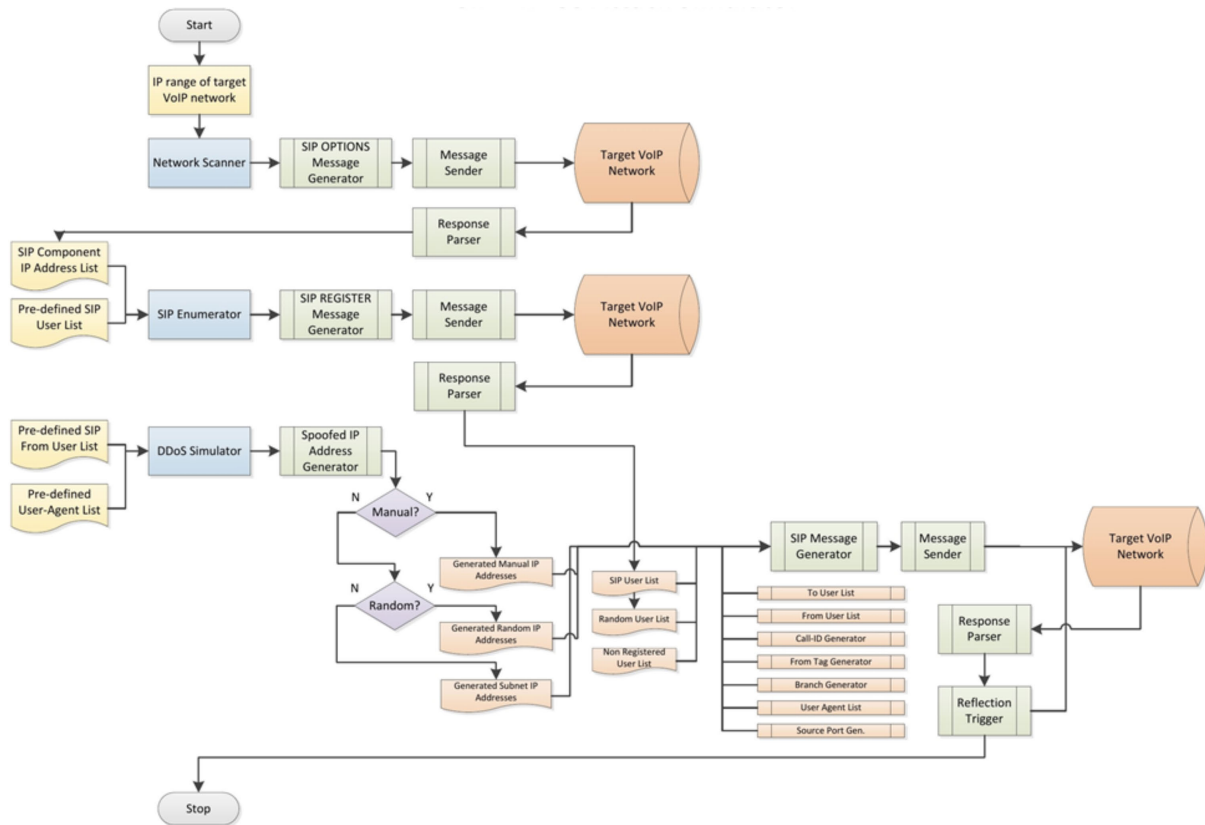 Start
IP range of target
VoIP network
Network Scanner
SIP OPTIONS
Message
Generator
Message
Sender
Target VoIP
Network
Response
Parser
SIP Component
IP Address List
Pre-defined SIP
User List
SIP Enumerator
SIP REGISTER
Message
Generator
Message
Sender
Target VoIP
Network
Response
Parser
Pre-defined SIP
From User List
Pre-defined
User-Agent List
DDoS Simulator
Spoofed IP
Address
Generator
N
Y
Manual?
Generated Manual IP
Addresses
N
Y
Random?
Generated Random IP
Addresses
Generated Subnet IP
Addresses
SIP User List
Random User List
Non Registered
User List
SIP Message
Generator
Message
Sender
Target VoIP
Network
To User List
From User List
Call-ID Generator
From Tag Generator
Branch Generator
User Agent List
Source Port Gen.
Response
Parser
Reflection
Trigger
Stop